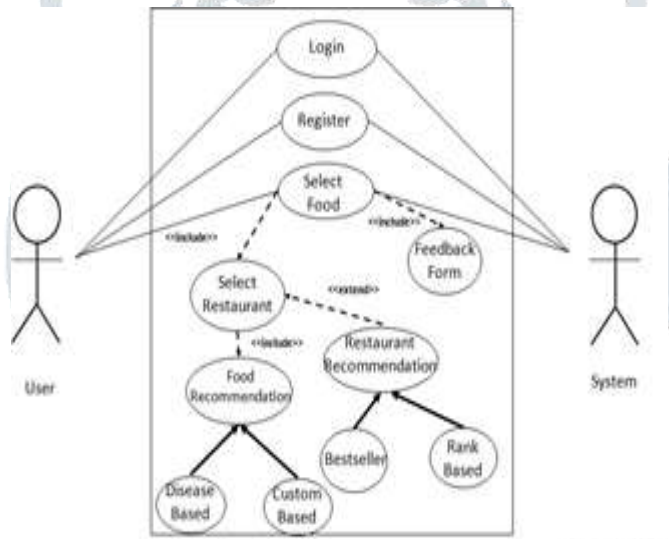 Login
Register
Select
Food
<<include>>
<<include>>
Feedback
Form
Select
Restaurant
<<extend>>
<<include>>
Restaurant
Recommendation
Food
Recommendation
Bestseller
Rank
Based
Disease
Based
Custom
Based
User
System